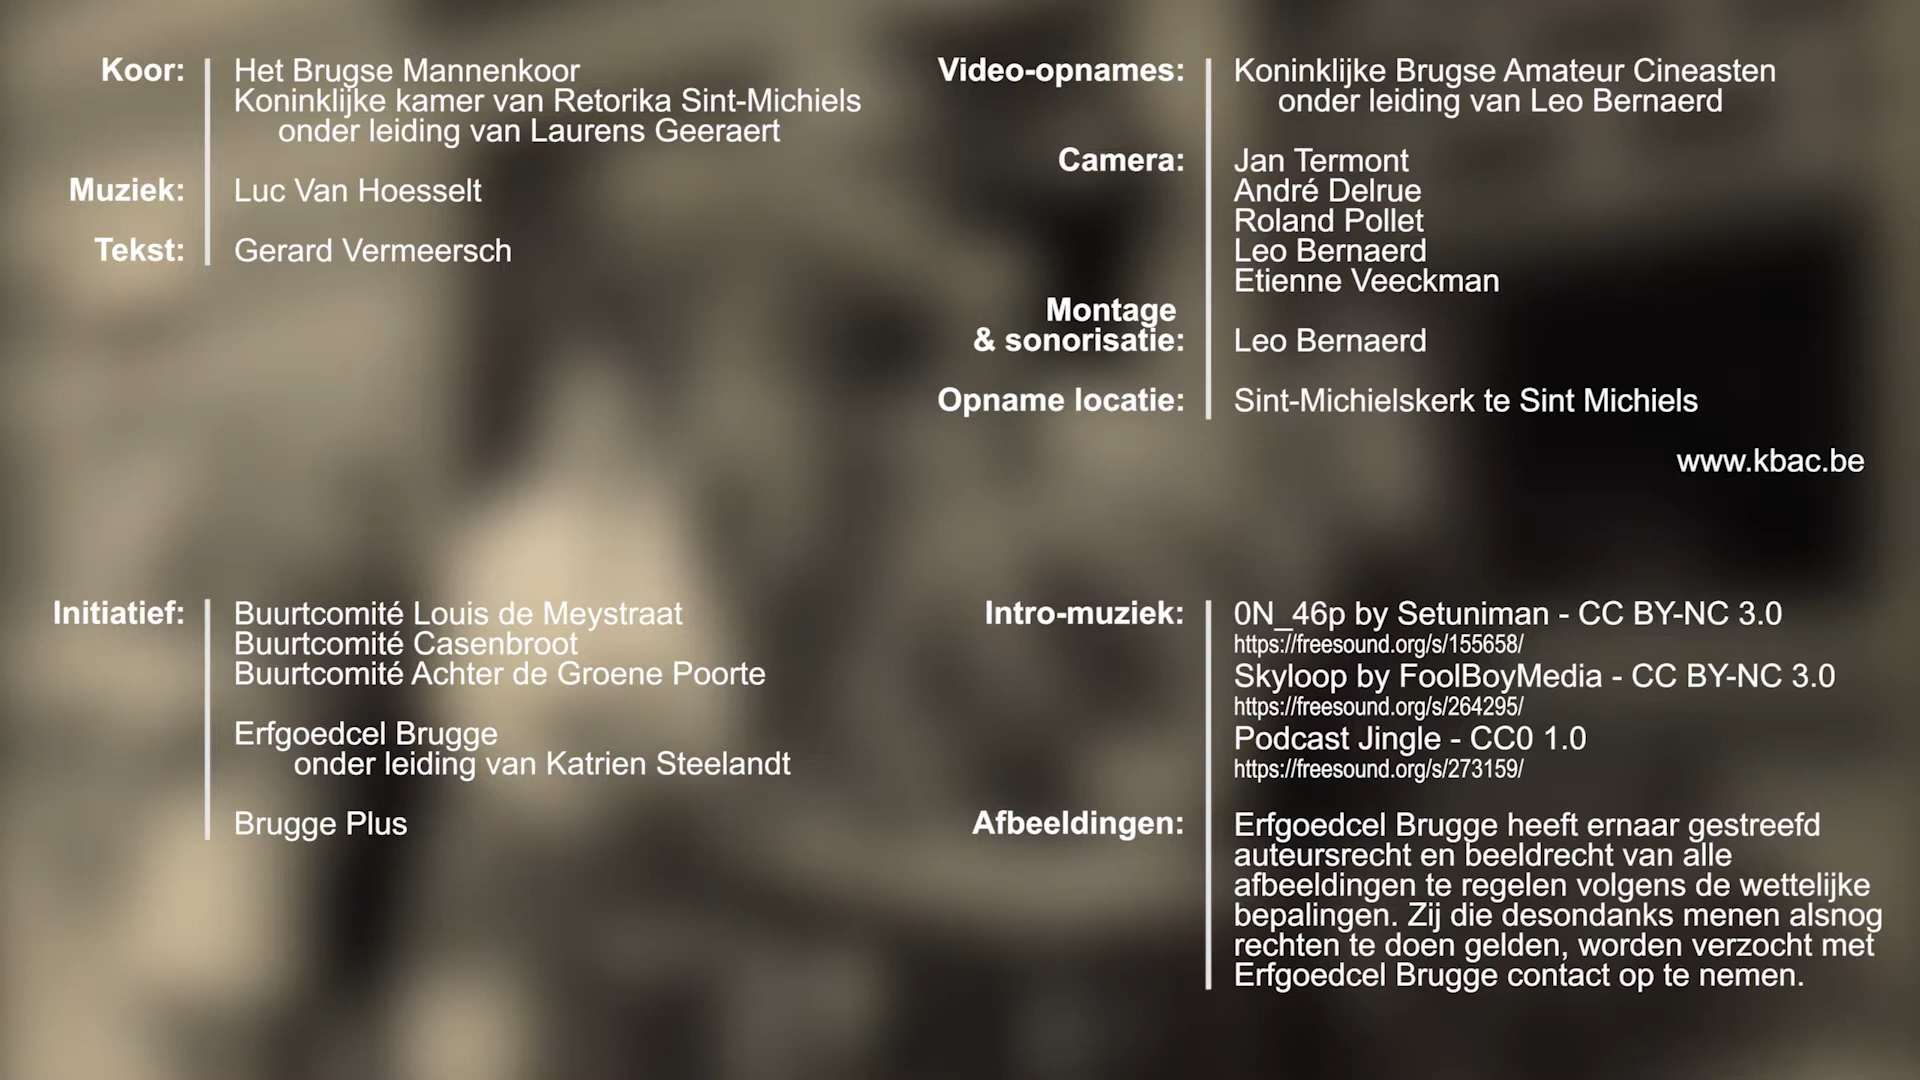 Koor: Het Brugse Mannenkoor
Koninklijke kamer van Retorika Sint-Michiels
onder leiding van Laurens Geeraert
Muziek: Luc Van Hoesselt
Tekst: Gerard Vermeersch
Video-opnames: Koninklijke Brugse Amateur Cineasten
onder leiding van Leo Bernaerd
Camera: Jan Termont
André Delrue
Roland Pollet
Leo Bernaerd
Etienne Veeckman
Montage
& sonorisatie: Leo Bernaerd
Opname locatie: Sint-Michielskerk te Sint Michiels
www.kbac.be
Initiatief: Buurtcomité Louis de Meystraat
Buurtcomité Casenbroot
Buurtcomité Achter de Groene Poorte
Erfgoedcel Brugge
onder leiding van Katrien Steelandt
Brugge Plus
Intro-muziek: 0N_46p by Setuniman - CC BY-NC 3.0
https://freesound.org/s/155658/
Skyloop by FoolBoyMedia - CC BY-NC 3.0
https://freesound.org/s/264295/
Podcast Jingle - CC0 1.0
https://freesound.org/s/273159/
Afbeeldingen: Erfgoedcel Brugge heeft ernaar gestreefd
auteursrecht en beeldrecht van alle
afbeeldingen te regelen volgens de wettelijke
bepalingen. Zij die desondanks menen alsnog
rechten te doen gelden, worden verzocht met
Erfgoedcel Brugge contact op te nemen.